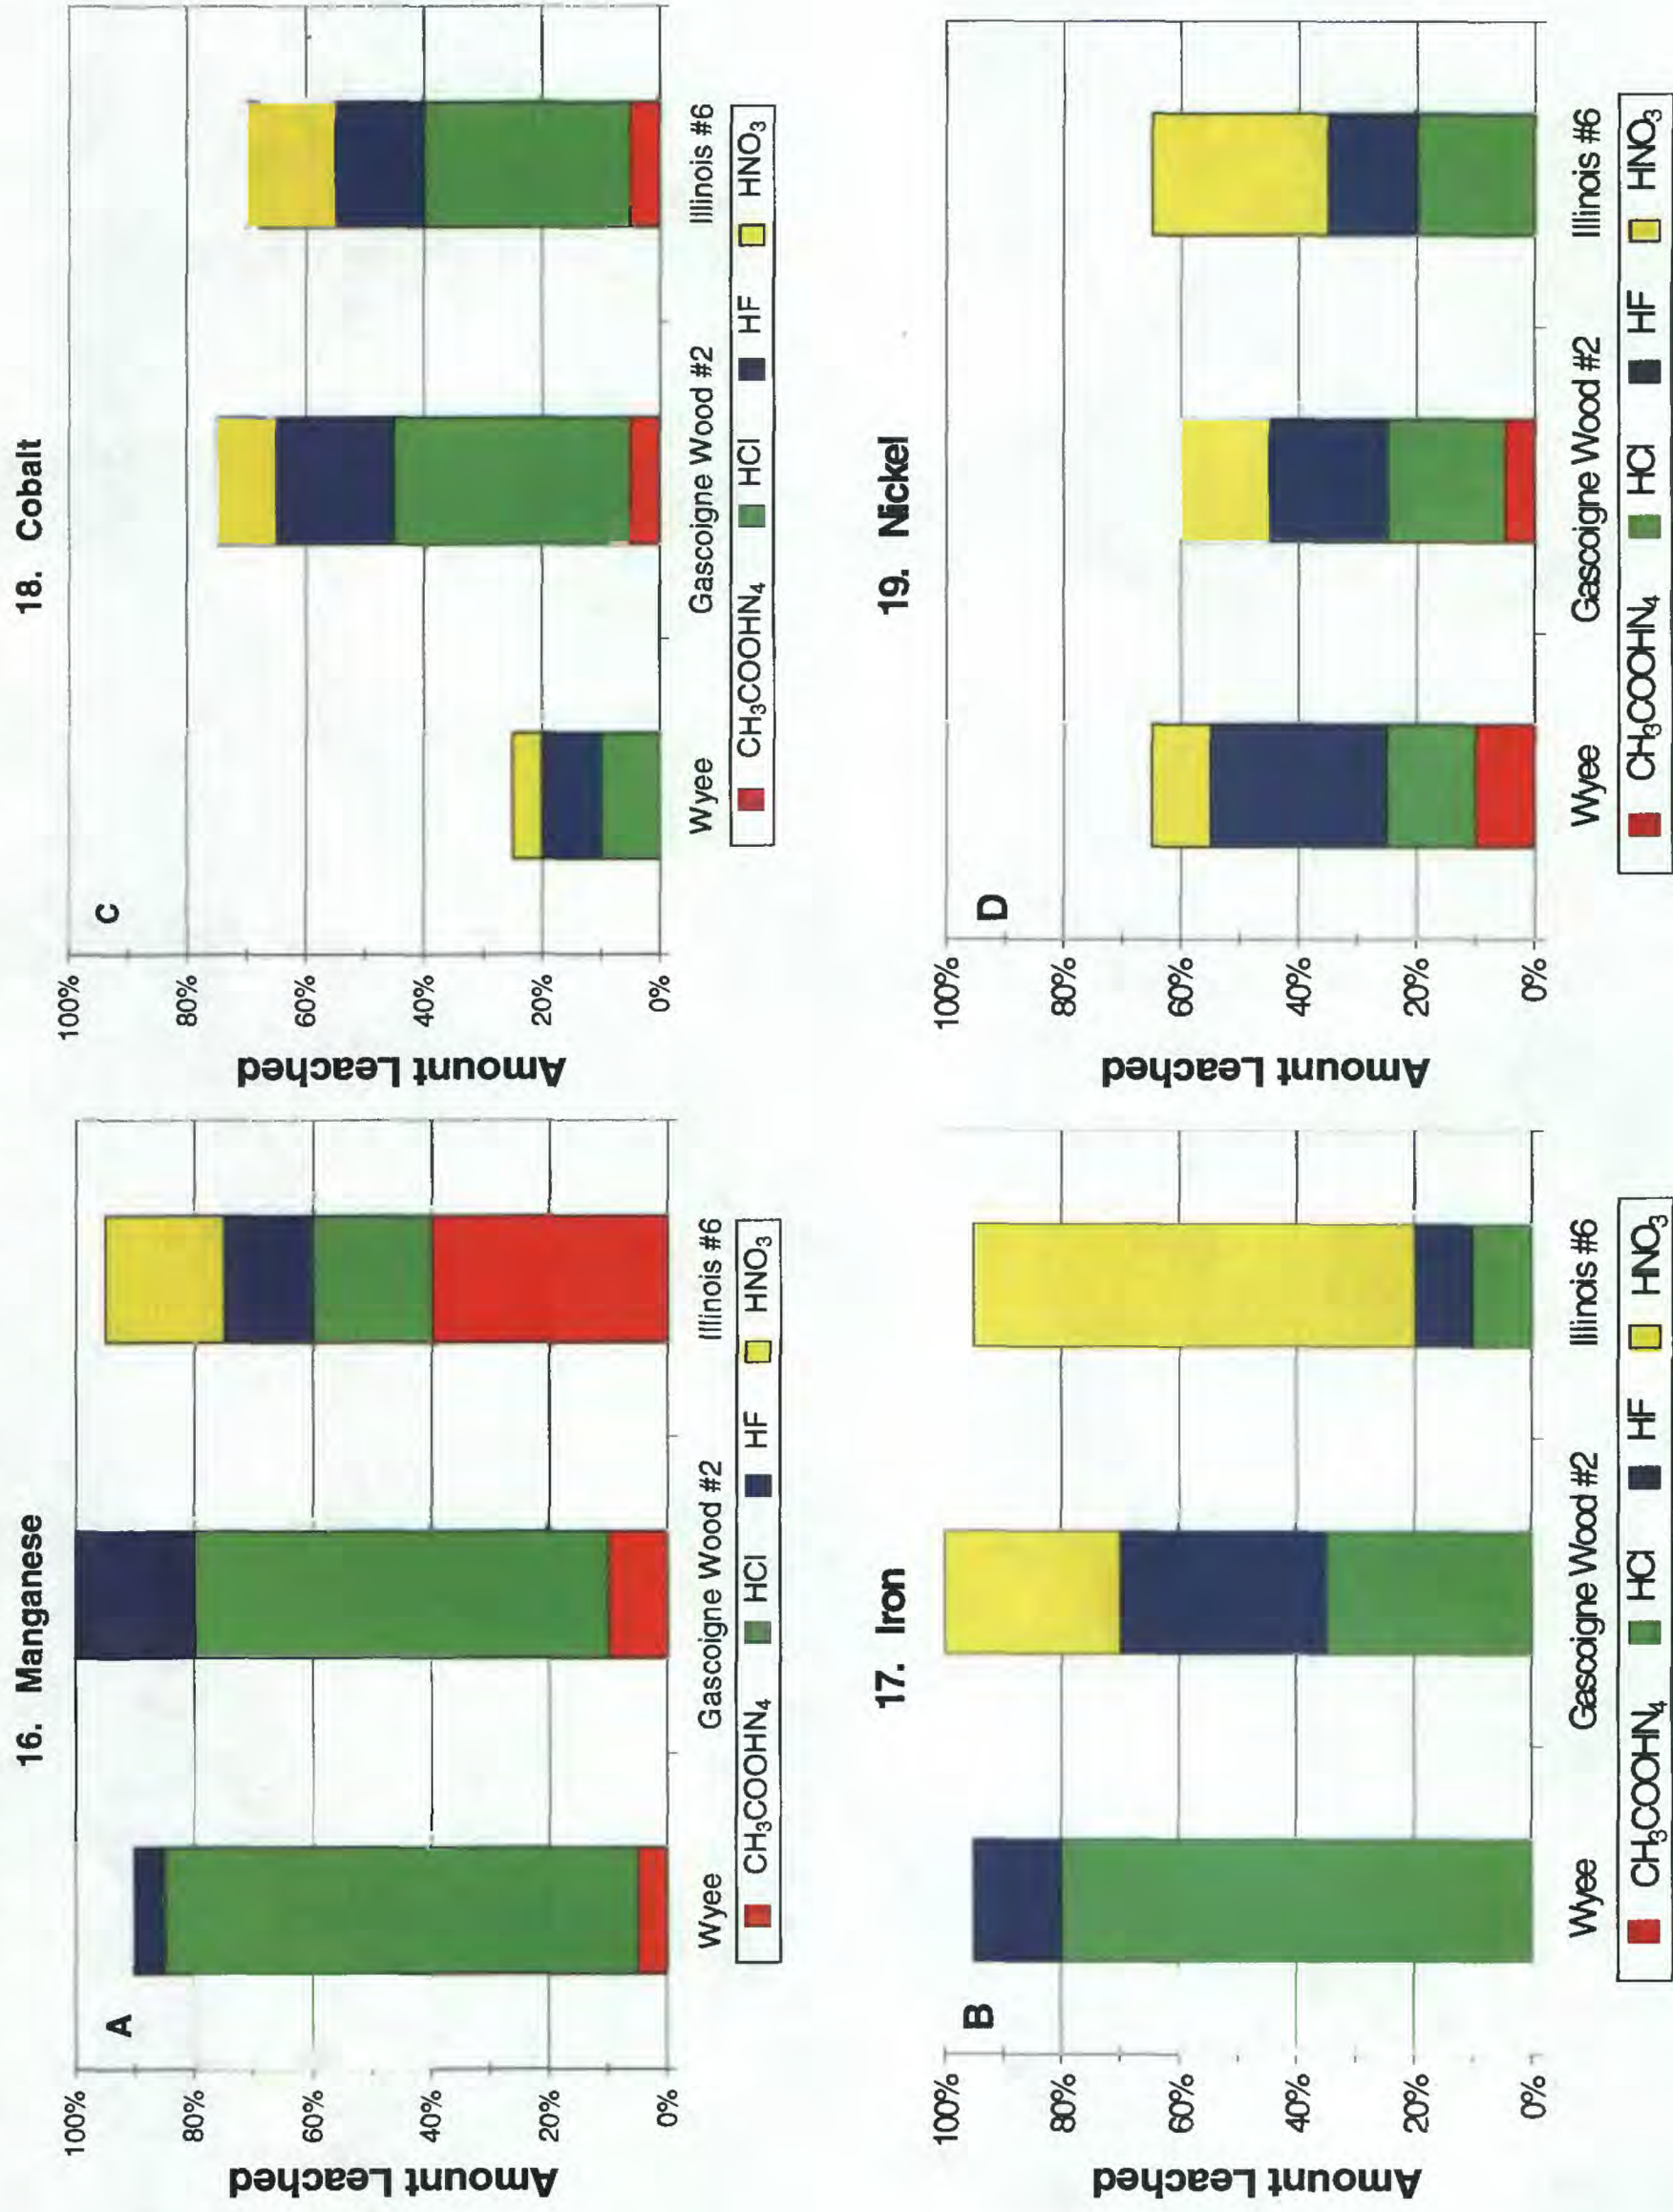 16. Manganese
A
Amount Leached
100%
80%
60%
40%
20%
0%
Wyee Gascoigne Wood #2 Illinois #6
CH₃COOHN₄ HCl HF HNO₃
18. Cobalt
C
Amount Leached
100%
80%
60%
40%
20%
0%
Wyee Gascoigne Wood #2 Illinois #6
CH₃COOHN₄ HCl HF HNO₃
17. Iron
B
Amount Leached
100%
80%
60%
40%
20%
0%
Wyee Gascoigne Wood #2 Illinois #6
CH₃COOHN₄ HCl HF HNO₃
19. Nickel
D
Amount Leached
100%
80%
60%
40%
20%
0%
Wyee Gascoigne Wood #2 Illinois #6
CH₃COOHN₄ HCl HF HNO₃